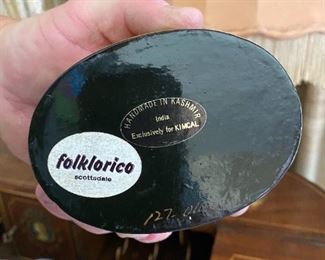 HANDMADE IN KASHMIR
India
Exclusively for KIMCAL
folklorico
scottsdale